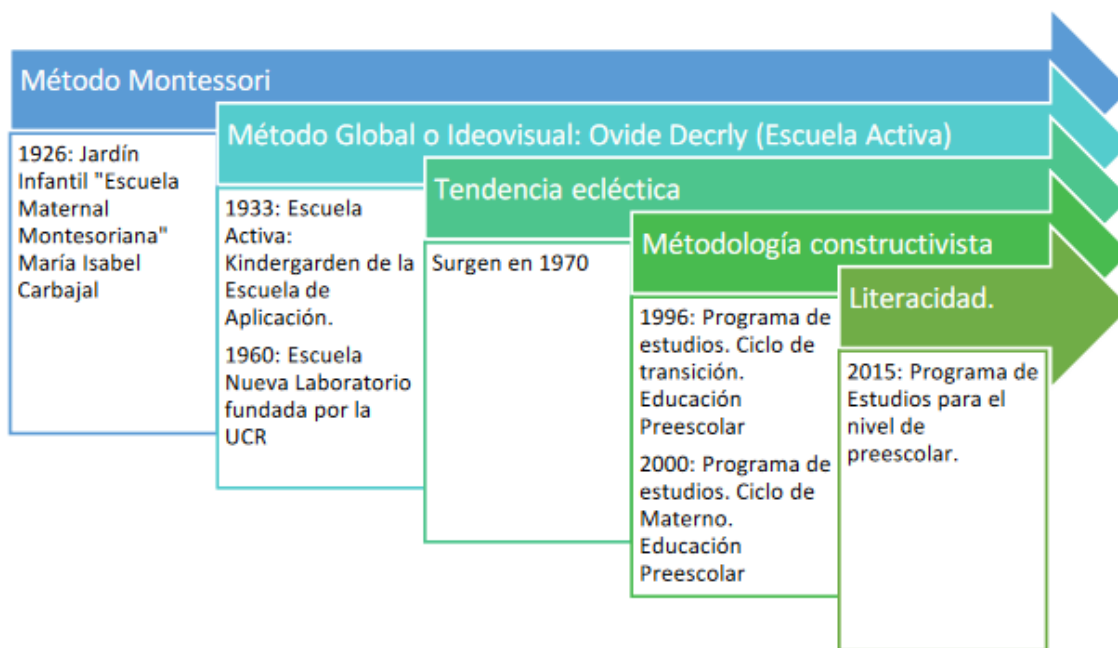 Método Montessori
1926: Jardín
Infantil "Escuela
Maternal
Montesoriana"
María Isabel
Carbajal
Método Global o Ideovisual: Ovide Decrly (Escuela Activa)
1933: Escuela
Activa:
Kindergarden de la
Escuela de
Aplicación.
1960: Escuela
Nueva Laboratorio
fundada por la
UCR
Tendencia ecléctica
Surgen en 1970
Métodología constructivista
1996: Programa de
estudios. Ciclo de
transición.
Educación
Preescolar
2000: Programa de
estudios. Ciclo de
Materno.
Educación
Preescolar
Literacidad.
2015: Programa de
Estudios para el
nivel de
preescolar.